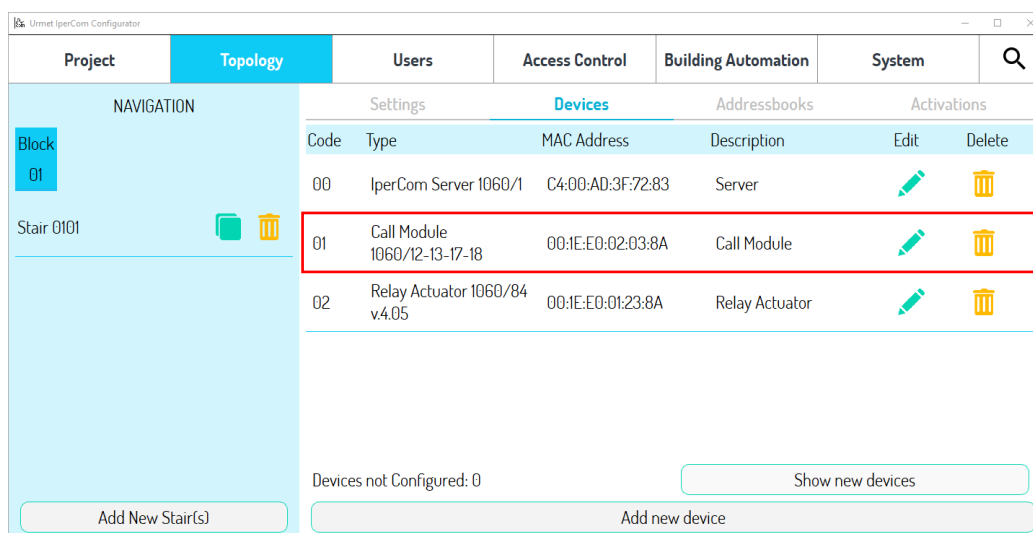 Urmet IperCom Configurator
Project Topology Users Access Control Building Automation System
NAVIGATION
Block
01
Stair 0101
Add New Stair(s)
Settings Devices Addressbooks Activations
Code Type MAC Address Description Edit Delete
00 IperCom Server 1060/1 C4:00:AD:3F:72:83 Server
01 Call Module
1060/12-13-17-18 00:1E:E0:02:03:8A Call Module
02 Relay Actuator 1060/84
v.4.05 00:1E:E0:01:23:8A Relay Actuator
Devices not Configured: 0 Show new devices
Add new device